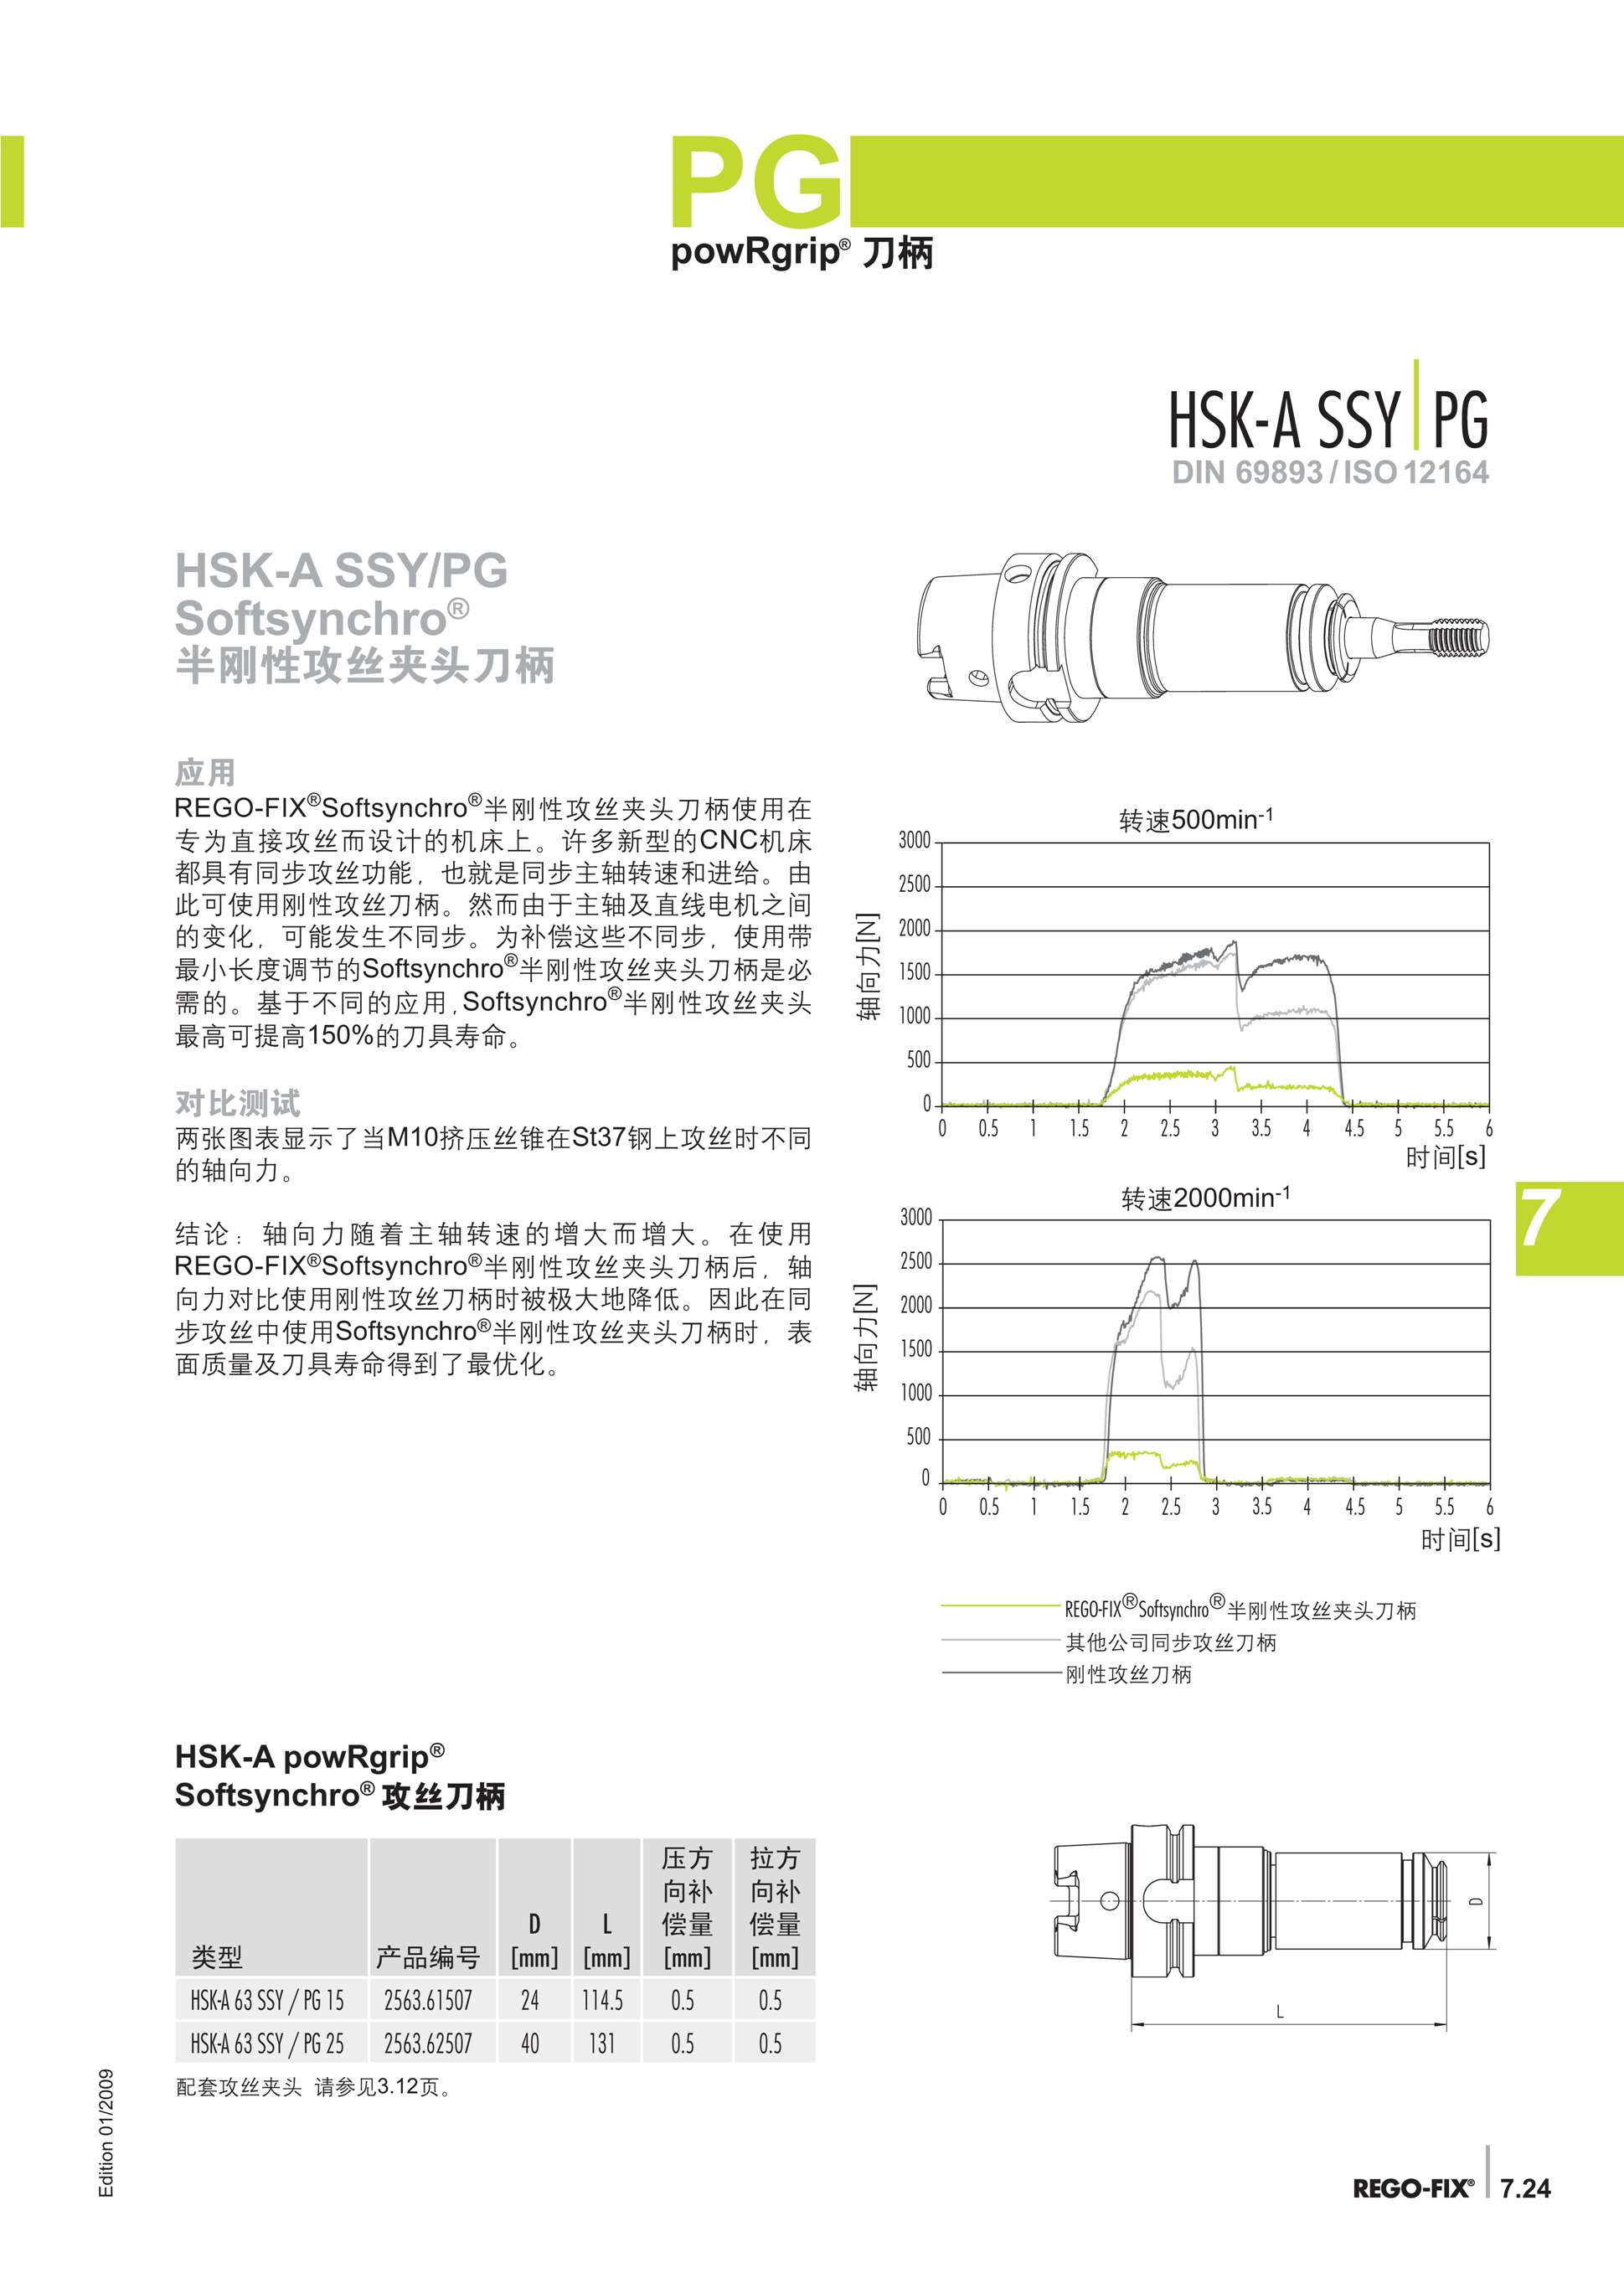 PG
powRgrip® 刀柄
HSK-A SSY PG
DIN 69893 / ISO 12164
HSK-A SSY/PG
Softsynchro®
半刚性攻丝夹头刀柄
应用
REGO-FIX®Softsynchro®半刚性攻丝夹头刀柄使用在
专为直接攻丝而设计的机床上。许多新型的CNC机床
都具有同步攻丝功能，也就是同步主轴转速和进给。由
此可使用刚性攻丝刀柄。然而由于主轴及直线电机之间
的变化，可能发生不同步。为补偿这些不同步，使用带
最小长度调节的Softsynchro®半刚性攻丝夹头刀柄是必
需的。基于不同的应用，Softsynchro®半刚性攻丝夹头
最高可提高150%的刀具寿命。
对比测试
两张图表显示了当M10挤压丝锥在St37钢上攻丝时不同
的轴向力。
结论：轴向力随着主轴转速的增大而增大。在使用
REGO-FIX®Softsynchro®半刚性攻丝夹头刀柄后，轴
向力对比使用刚性攻丝刀柄时被极大地降低。因此在同
步攻丝中使用Softsynchro®半刚性攻丝夹头刀柄时，表
面质量及刀具寿命得到了最优化。
转速500min-1
轴向力[N]
3000
2500
2000
1500
1000
500
0
0 0.5 1 1.5 2 2.5 3 3.5 4 4.5 5 5.5 6
时间[s]
转速2000min-1
轴向力[N]
3000
2500
2000
1500
1000
500
0
0 0.5 1 1.5 2 2.5 3 3.5 4 4.5 5 5.5 6
时间[s]
7
REGO-FIX®Softsynchro®半刚性攻丝夹头刀柄
其他公司同步攻丝刀柄
刚性攻丝刀柄
HSK-A powRgrip®
Softsynchro® 攻丝刀柄
类型 产品编号 D [mm] L [mm] 压方向补偿量 [mm] 拉方向补偿量 [mm]
HSK-A 63 SSY / PG 15 2563.61507 24 114.5 0.5 0.5
HSK-A 63 SSY / PG 25 2563.62507 40 131 0.5 0.5
配套攻丝夹头 请参见3.12页。
D
L
Edition 01/2009
REGO-FIX® 7.24